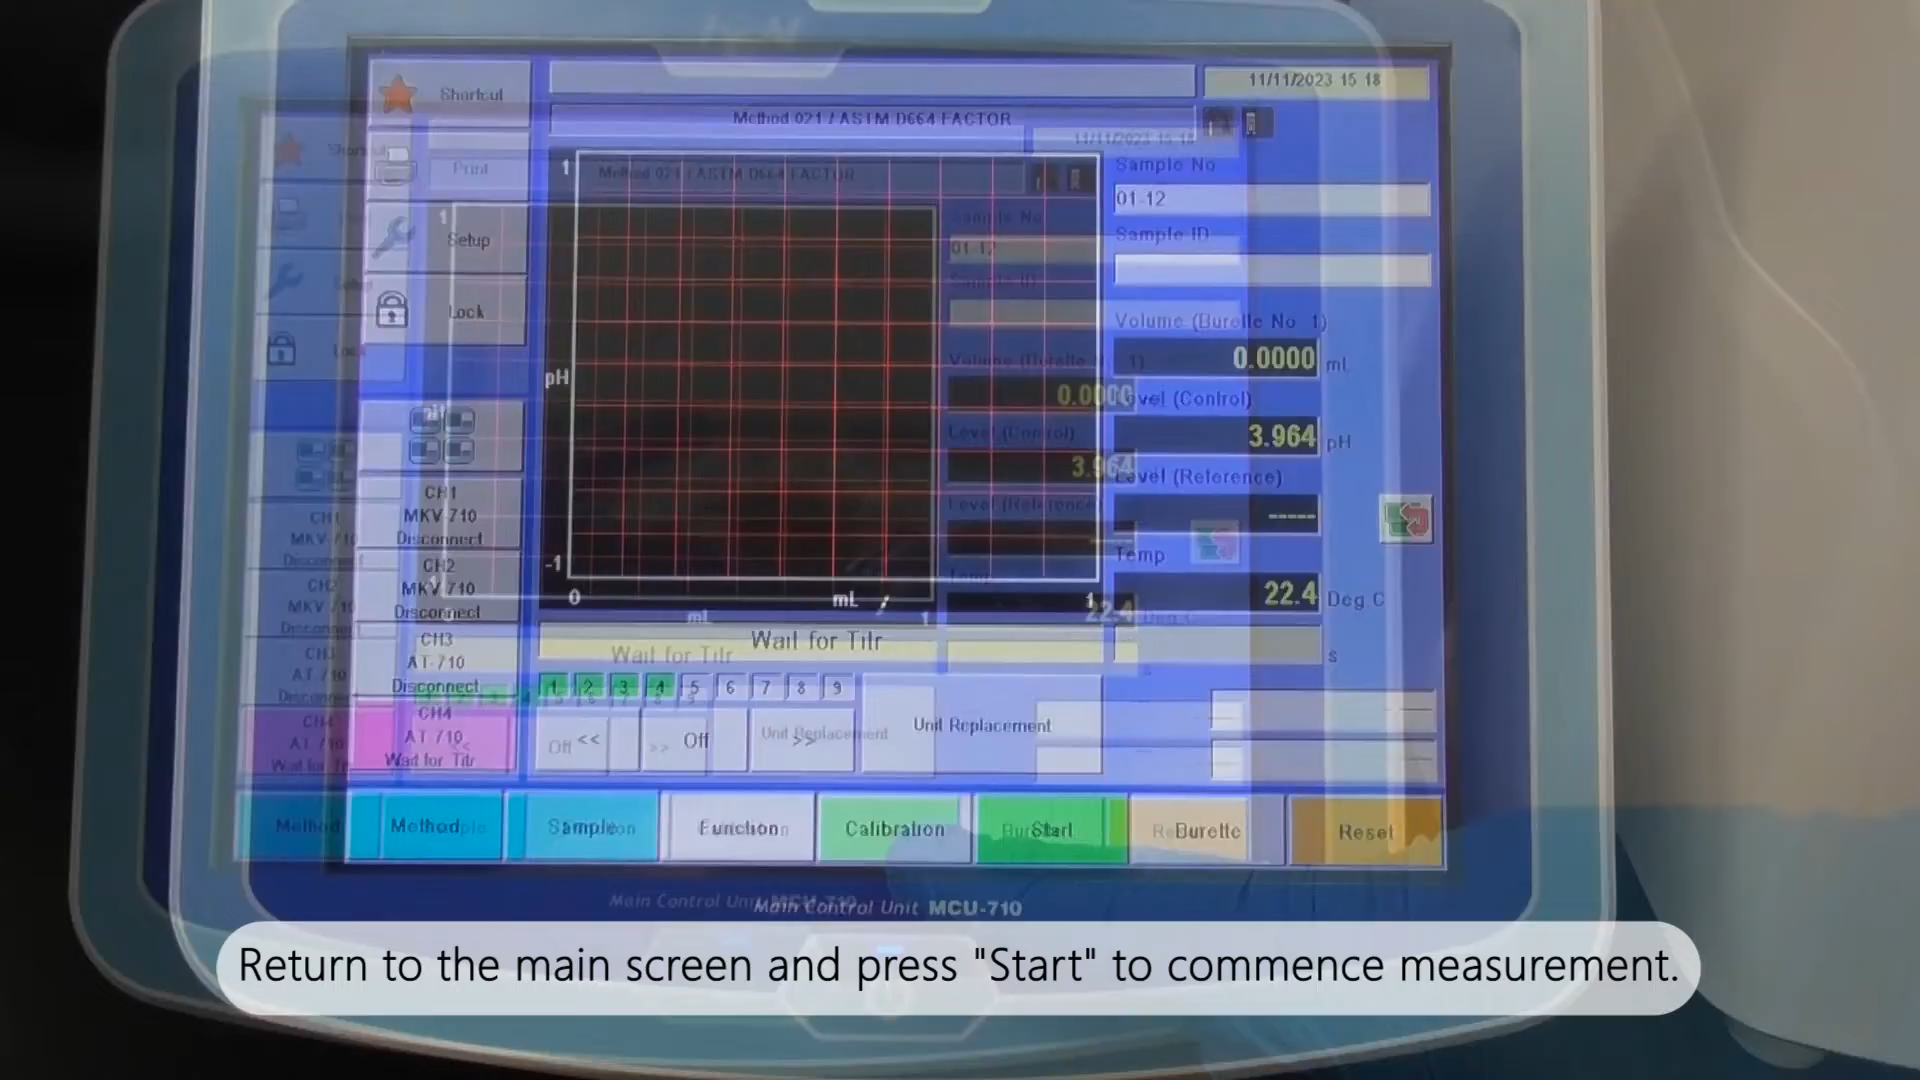 Shortcut
11/11/2023 15 18
Method 021 / ASTM D664 FACTOR
Print
Setup
Lock
CH1
MKV 710
Disconnect
CH2
MKV 710
Disconnect
CH3
AT-710
Disconnect
CH4
AT 710
Wait for Titr
1
pH
-1
0
mL
1
Sample No
01-12
Sample ID
Volume (Burette No 1)
0.0000 mL
Level (Control)
3.964 pH
Level (Reference)
-----
Temp
22.4 Deg C
s
Wait for Titr
1 2 3 4 5 6 7 8 9
<< Off >>
Unit Replacement
Method
Sample
Function
Calibration
Start
Burette
Reset
Main Control Unit MCU-710
Return to the main screen and press "Start" to commence measurement.